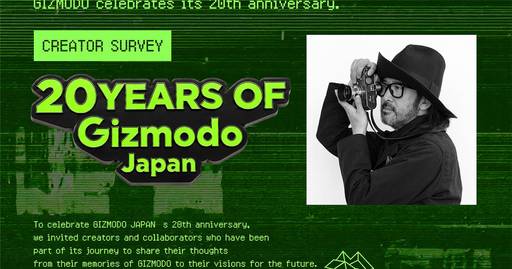 GIZMODO celebrates its 20th anniversary.
CREATOR SURVEY
20 YEARS OF
Gizmodo
Japan
To celebrate GIZMODO JAPAN s 20th anniversary,
we invited creators and collaborators who have been
part of its journey to share their thoughts
from their memories of GIZMODO to their visions for the future.